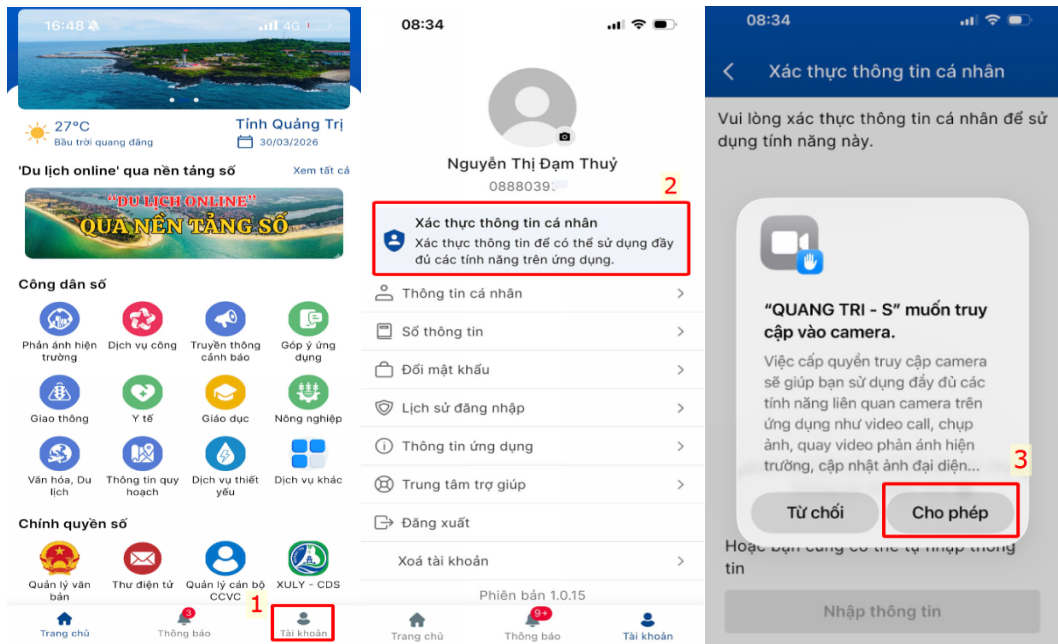 16:48
4G
27°C
Bầu trời quang đãng
Tỉnh Quảng Trị
30/03/2026
'Du lịch online' qua nền tảng số
Xem tất cả
“DU LỊCH ONLINE”
QUA NỀN TẢNG SỐ
Công dân số
Phản ánh hiện trường
Dịch vụ công
Truyền thông cảnh báo
Góp ý ứng dụng
Giao thông
Y tế
Giáo dục
Nông nghiệp
Văn hóa, Du lịch
Thông tin quy hoạch
Dịch vụ thiết yếu
Dịch vụ khác
Chính quyền số
Quản lý văn bản
Thư điện tử
Quản lý cán bộ CCVC
XULY - CDS
1
Trang chủ
3
Thông báo
Tài khoản
08:34
Nguyễn Thị Đạm Thuỷ
0888039
2
Xác thực thông tin cá nhân
Xác thực thông tin để có thể sử dụng đầy
đủ các tính năng trên ứng dụng.
Thông tin cá nhân
Sổ thông tin
Đổi mật khẩu
Lịch sử đăng nhập
Thông tin ứng dụng
Trung tâm trợ giúp
Đăng xuất
Xoá tài khoản
Phiên bản 1.0.15
Trang chủ
9+
Thông báo
Tài khoản
08:34
Xác thực thông tin cá nhân
Vui lòng xác thực thông tin cá nhân để sử
dụng tính năng này.
“QUANG TRI - S” muốn truy
cập vào camera.
Việc cấp quyền truy cập camera
sẽ giúp bạn sử dụng đầy đủ các
tính năng liên quan camera trên
ứng dụng như video call, chụp
ảnh, quay video phản ánh hiện
trường, cập nhật ảnh đại diện...
3
Từ chối
Cho phép
Hoặc bạn cũng có thể tự nhập thông
tin
Nhập thông tin